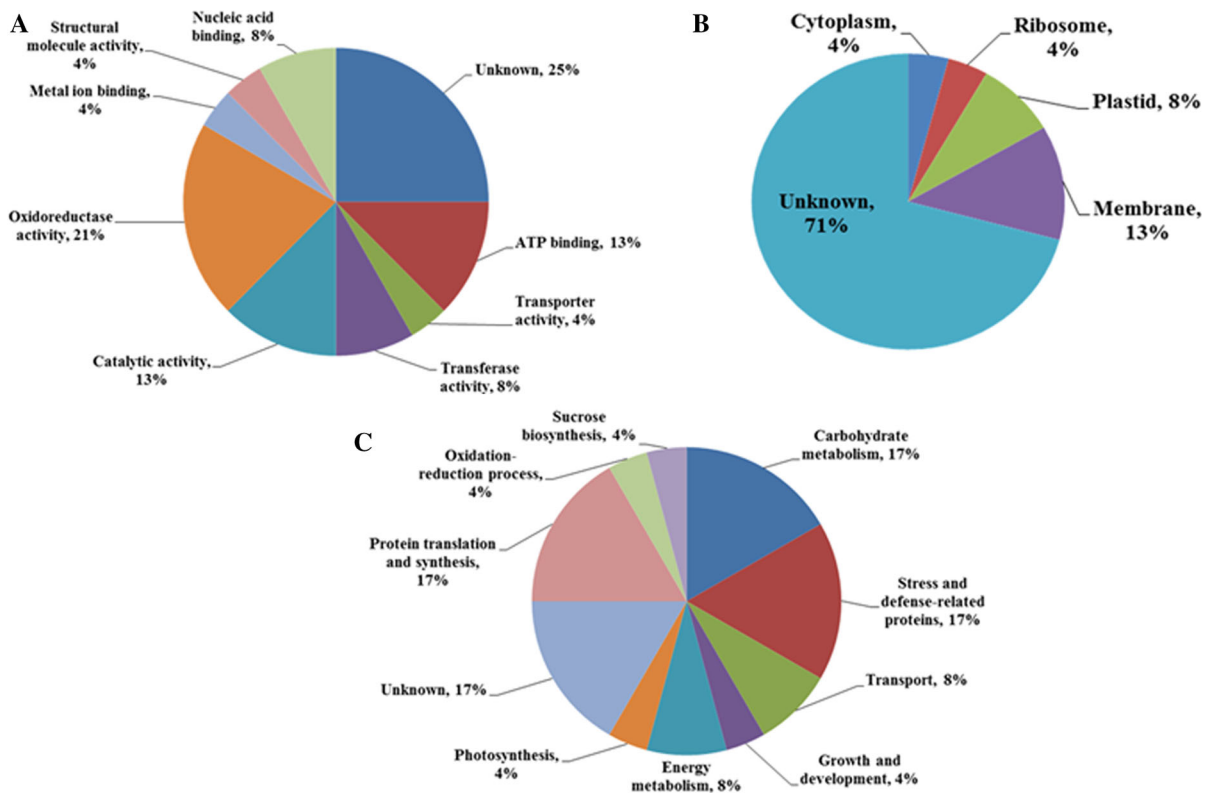 A
Nucleic acid
binding, 8%
Structural
molecule activity,
4%
Metal ion binding,
4%
Oxidoreductase
activity, 21%
Catalytic activity,
13%
Unknown, 25%
ATP binding, 13%
Transporter
activity, 4%
Transferase
activity, 8%
B
Cytoplasm,
4%
Ribosome,
4%
Plastid, 8%
Membrane,
13%
Unknown,
71%
C
Sucrose
biosynthesis, 4%
Oxidation-
reduction process,
4%
Protein translation
and synthesis,
17%
Unknown, 17%
Photosynthesis,
4%
Energy
metabolism, 8%
Carbohydrate
metabolism, 17%
Stress and
defense-related
proteins, 17%
Transport, 8%
Growth and
development, 4%